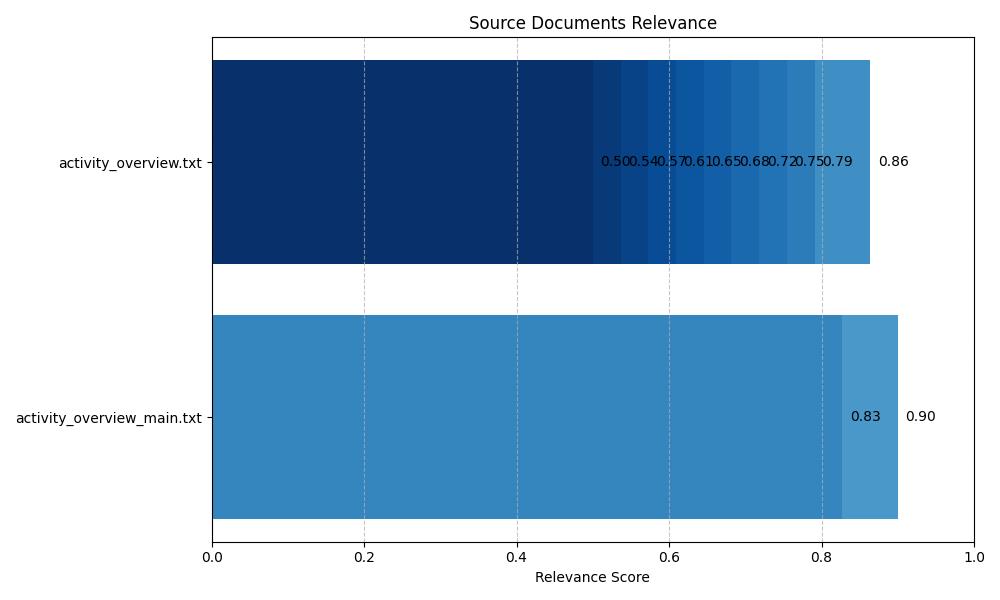 Source Documents Relevance
activity_overview.txt
0.50 0.54 0.57 0.61 0.65 0.68 0.72 0.75 0.79 0.86
activity_overview_main.txt
0.83 0.90
0.0 0.2 0.4 0.6 0.8 1.0
Relevance Score